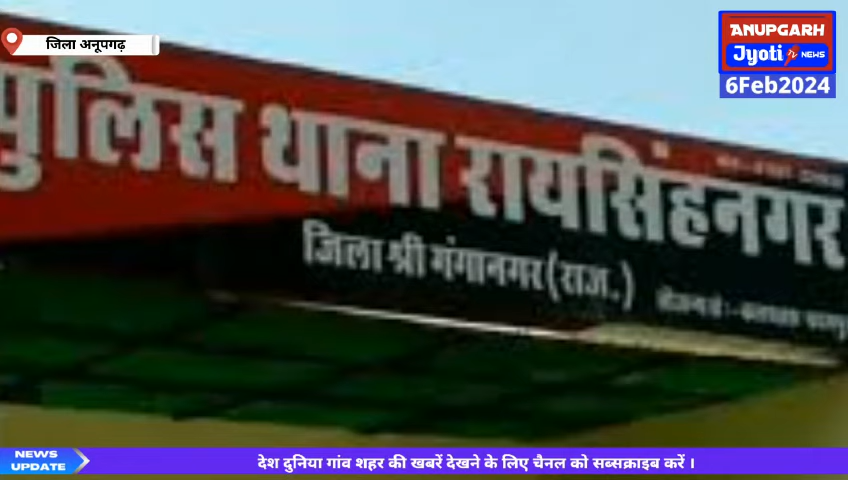 जिला अनूपगढ़
ANUPGARH
Jyoti NEWS
6Feb2024
पुलिस थाना रायसिंहनगर
जिला श्री गंगानगर(राज.)
NEWS UPDATE
देश दुनिया गांव शहर की खबरें देखने के लिए चैनल को सब्सक्राइब करें ।